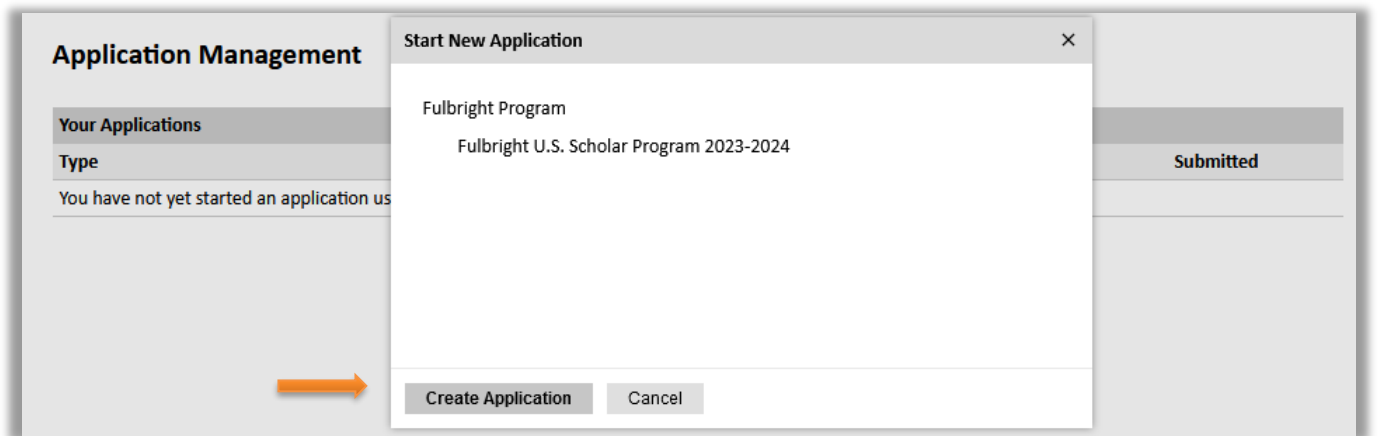 Application Management
Start New Application
Fulbright Program
Fulbright U.S. Scholar Program 2023-2024
Your Applications
Type
Submitted
You have not yet started an application us
Create Application
Cancel